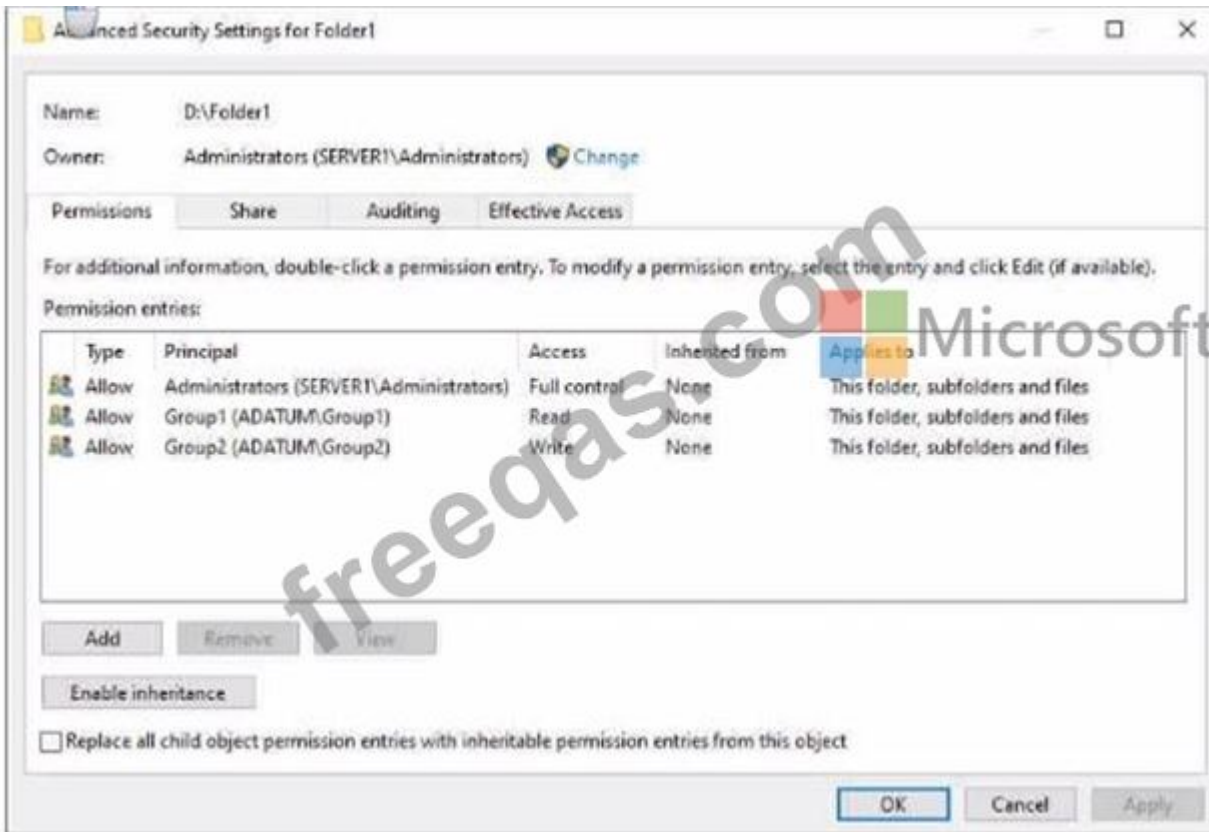 Advanced Security Settings for Folder1
Name: D:\Folder1
Owner: Administrators (SERVER1\Administrators) Change
Permissions Share Auditing Effective Access
For additional information, double-click a permission entry. To modify a permission entry, select the entry and click Edit (if available).
Permission entries:
Type Principal Access Inherited from Applies to
Allow Administrators (SERVER1\Administrators) Full control None This folder, subfolders and files
Allow Group1 (ADATUM\Group1) Read None This folder, subfolders and files
Allow Group2 (ADATUM\Group2) Write None This folder, subfolders and files
Microsoft
freeqas.com
Add Remove View
Enable inheritance
Replace all child object permission entries with inheritable permission entries from this object
OK Cancel Apply